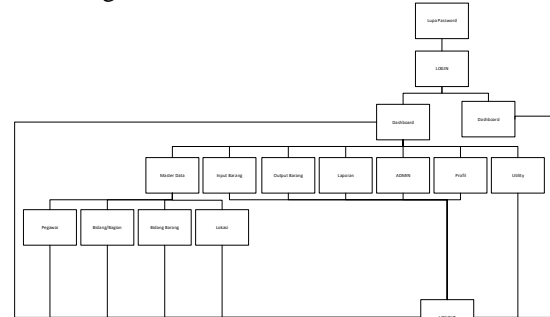 Lupa Password
LOGIN
Dashboard
Dashboard
Master Data
Input Barang
Output Barang
Laporan
ADMIN
Profil
Utility
Pegawai
Bidang/Bagian
Bidang Barang
Lokasi